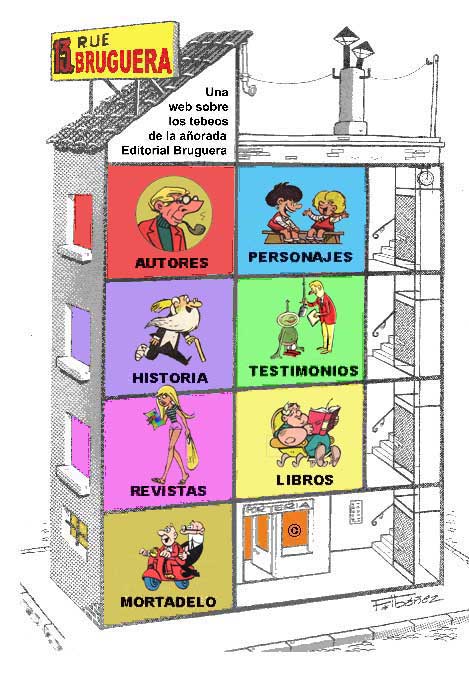 13 RUE
BRUGUERA
Una
web sobre
los tebeos
de la añorada
Editorial Bruguera
AUTORES
PERSONAJES
HISTORIA
TESTIMONIOS
REVISTAS
LIBROS
PORTERIA
©
MORTADELO
F. Ibáñez